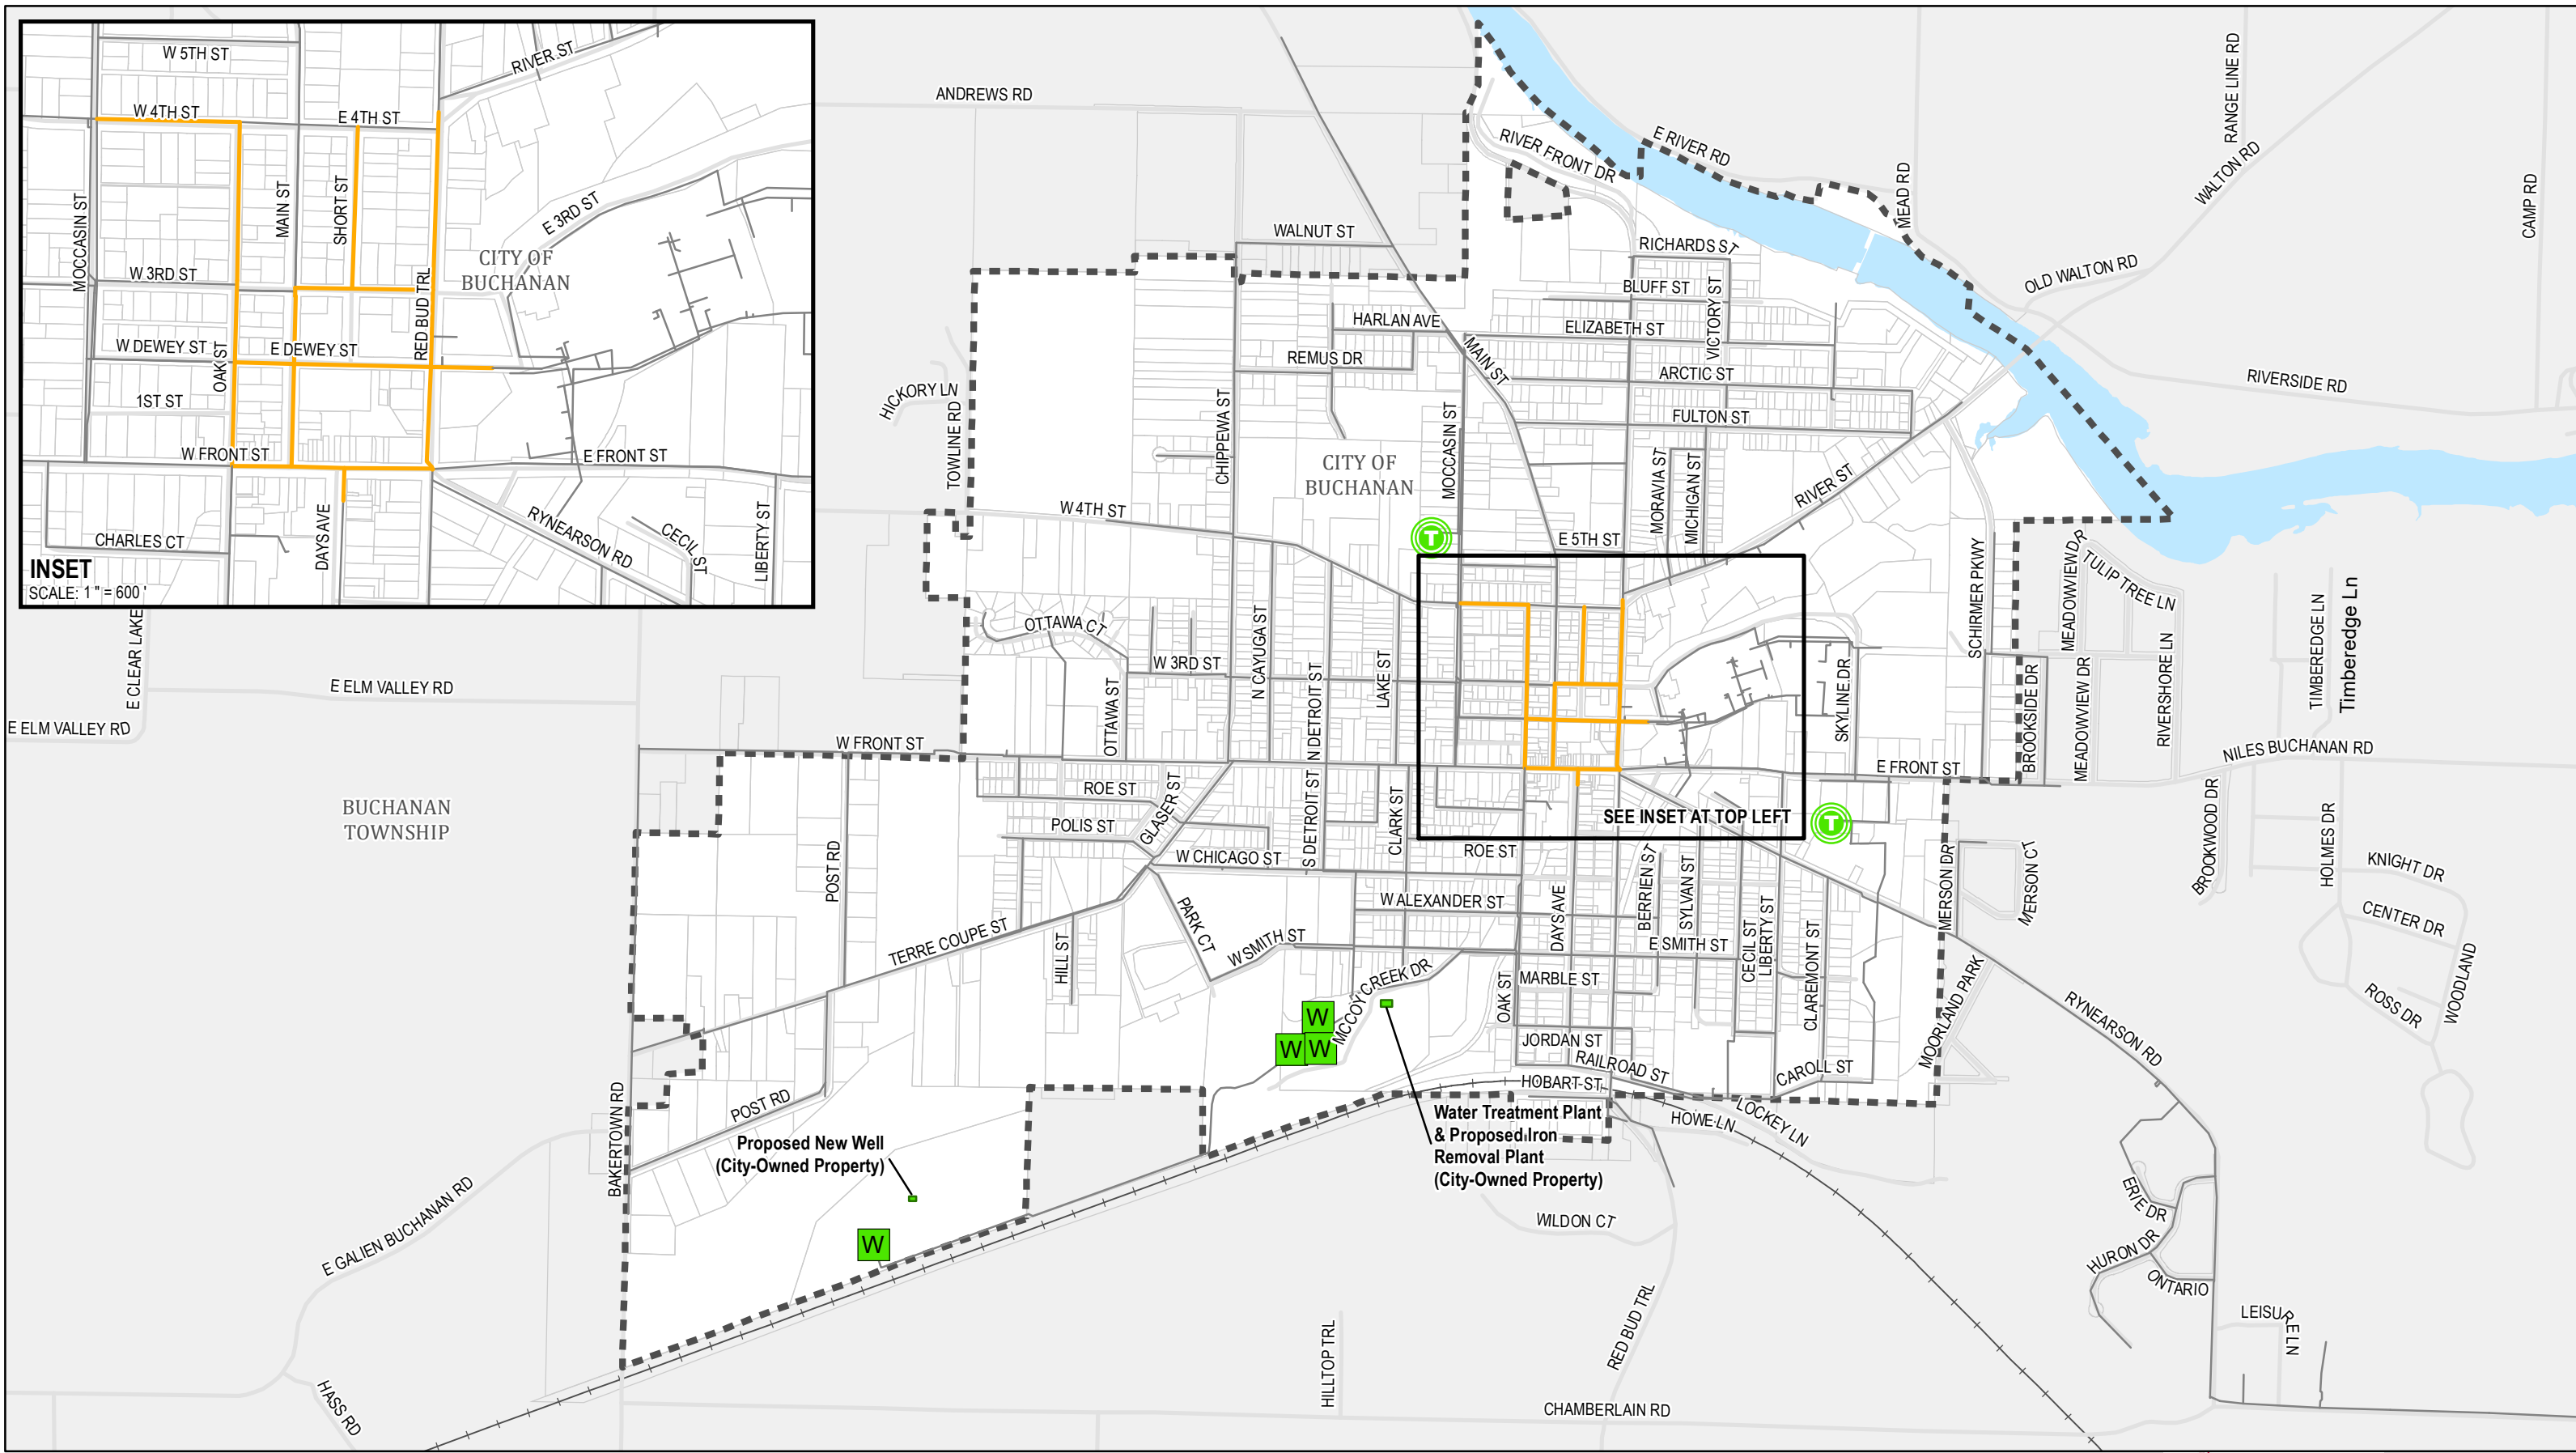 W 5TH ST
RIVER ST
W 4TH ST
E 4TH ST
MOCCASIN ST
MAIN ST
SHORT ST
E 3RD ST
CITY OF
BUCHANAN
W 3RD ST
RED BUD TRL
W DEWEY ST
OAK ST
E DEWEY ST
1ST ST
W FRONT ST
E FRONT ST
DAYS AVE
RYNEARSON RD
CECIL ST
LIBERTY ST
CHARLES CT
INSET
SCALE: 1 " = 600 '
ANDREWS RD
RIVER FRONT DR
E RIVER RD
MEAD RD
RANGE LINE RD
WALTON RD
CAMP RD
WALNUT ST
RICHARDS ST
OLD WALTON RD
BLUFF ST
VICTORY ST
HARLAN AVE
ELIZABETH ST
REMUS DR
MAIN ST
ARCTIC ST
RIVERSIDE RD
HICKORY LN
TOWLINE RD
CHIPPEWA ST
FULTON ST
CITY OF
BUCHANAN
MOCCASIN ST
MORAVIA ST
MICHIGAN ST
RIVER ST
W 4TH ST
T
E 5TH ST
SCHIRMER PKWY
MEADOWVIEW DR
TULIP TREE LN
TIMBEREDGE LN
Timberedge Ln
E CLEAR LAKE
OTTAWA CT
N CAYUGA ST
W 3RD ST
N DETROIT ST
LAKE ST
SKYLINE DR
BROOKSIDE DR
MEADOWVIEW DR
RIVERSHORE LN
E ELM VALLEY RD
E ELM VALLEY RD
OTTAWA ST
W FRONT ST
E FRONT ST
NILES BUCHANAN RD
BUCHANAN
TOWNSHIP
ROE ST
GLASER ST
S DETROIT ST
CLARK ST
SEE INSET AT TOP LEFT
T
BROOKWOOD DR
HOLMES DR
POLIS ST
W CHICAGO ST
ROE ST
POST RD
BERRIEN ST
SYLVAN ST
MERSON DR
MERSON CT
KNIGHT DR
PARK CT
W ALEXANDER ST
DAYS AVE
CECIL ST
LIBERTY ST
CLAREMONT ST
CENTER DR
TERRE COUPE ST
HILL ST
W SMITH ST
E SMITH ST
WOODLAND
MCCOY CREEK DR
OAK ST
MARBLE ST
MOORLAND PARK
ROSS DR
W
W
W
JORDAN ST
RAILROAD ST
CAROLL ST
RYNEARSON RD
BAKERTOWN RD
POST RD
HOBART ST
HOWE LN
LOCKEY LN
Proposed New Well
(City-Owned Property)
Water Treatment Plant
& Proposed Iron
Removal Plant
(City-Owned Property)
W
E GALIEN BUCHANAN RD
WILDON CT
ERIE DR
HURON DR
ONTARIO
LEISURE LN
RED BUD TRL
HILLTOP TRL
HASS RD
CHAMBERLAIN RD